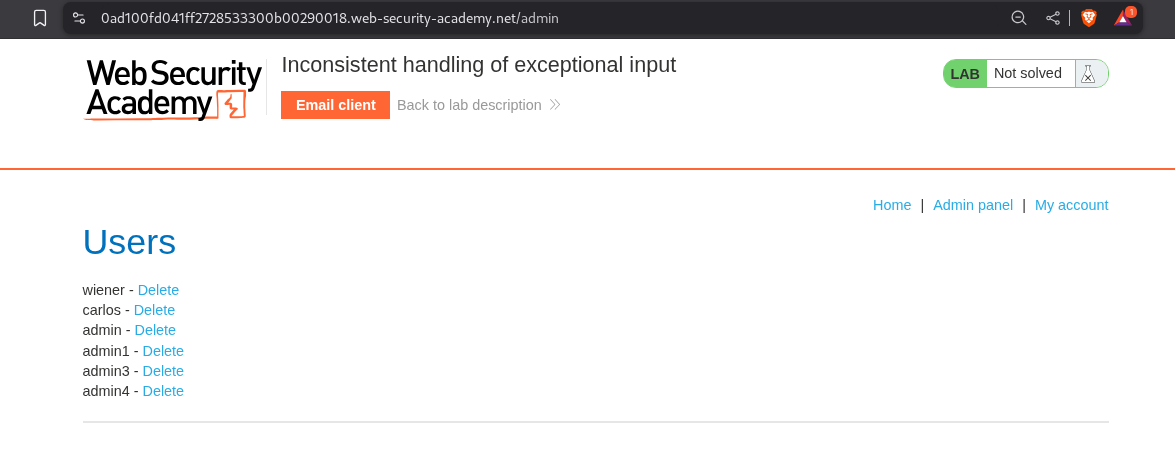 0ad100fd041ff2728533300b00290018.web-security-academy.net/admin
1
Web Security
Academy
Inconsistent handling of exceptional input
Email client
Back to lab description
LAB Not solved
Home | Admin panel | My account
Users
wiener - Delete
carlos - Delete
admin - Delete
admin1 - Delete
admin3 - Delete
admin4 - Delete